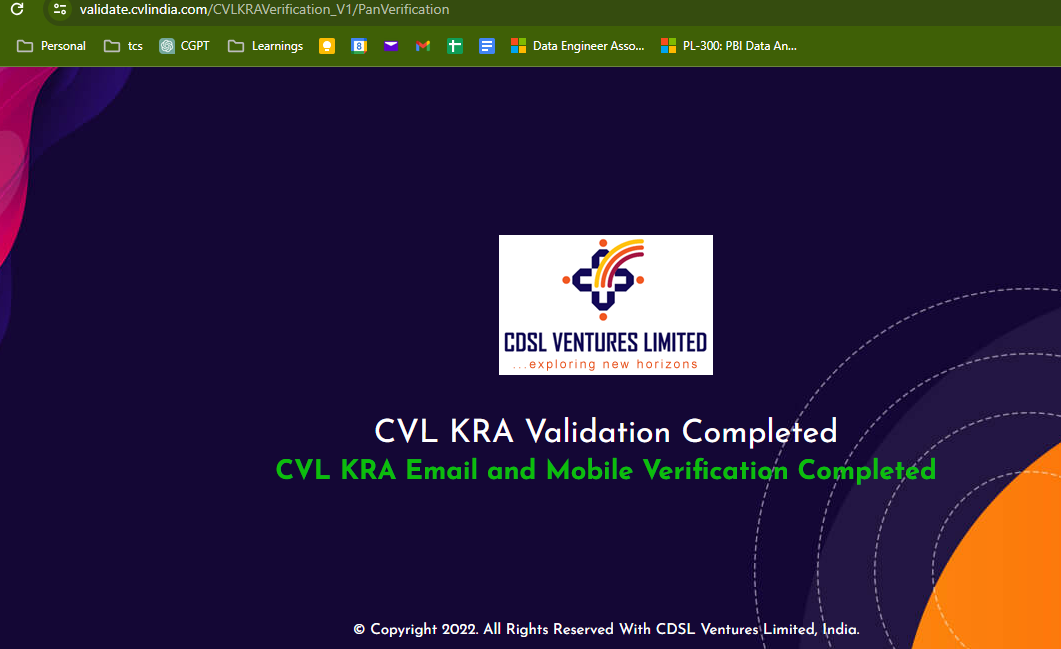 validate.cvlindia.com/CVLKRAVerification_V1/PanVerification
Personal tcs CGPT Learnings 8 Data Engineer Asso... PL-300: PBI Data An...
CDSL VENTURES LIMITED
...exploring new horizons
CVL KRA Validation Completed
CVL KRA Email and Mobile Verification Completed
© Copyright 2022. All Rights Reserved With CDSL Ventures Limited, India.